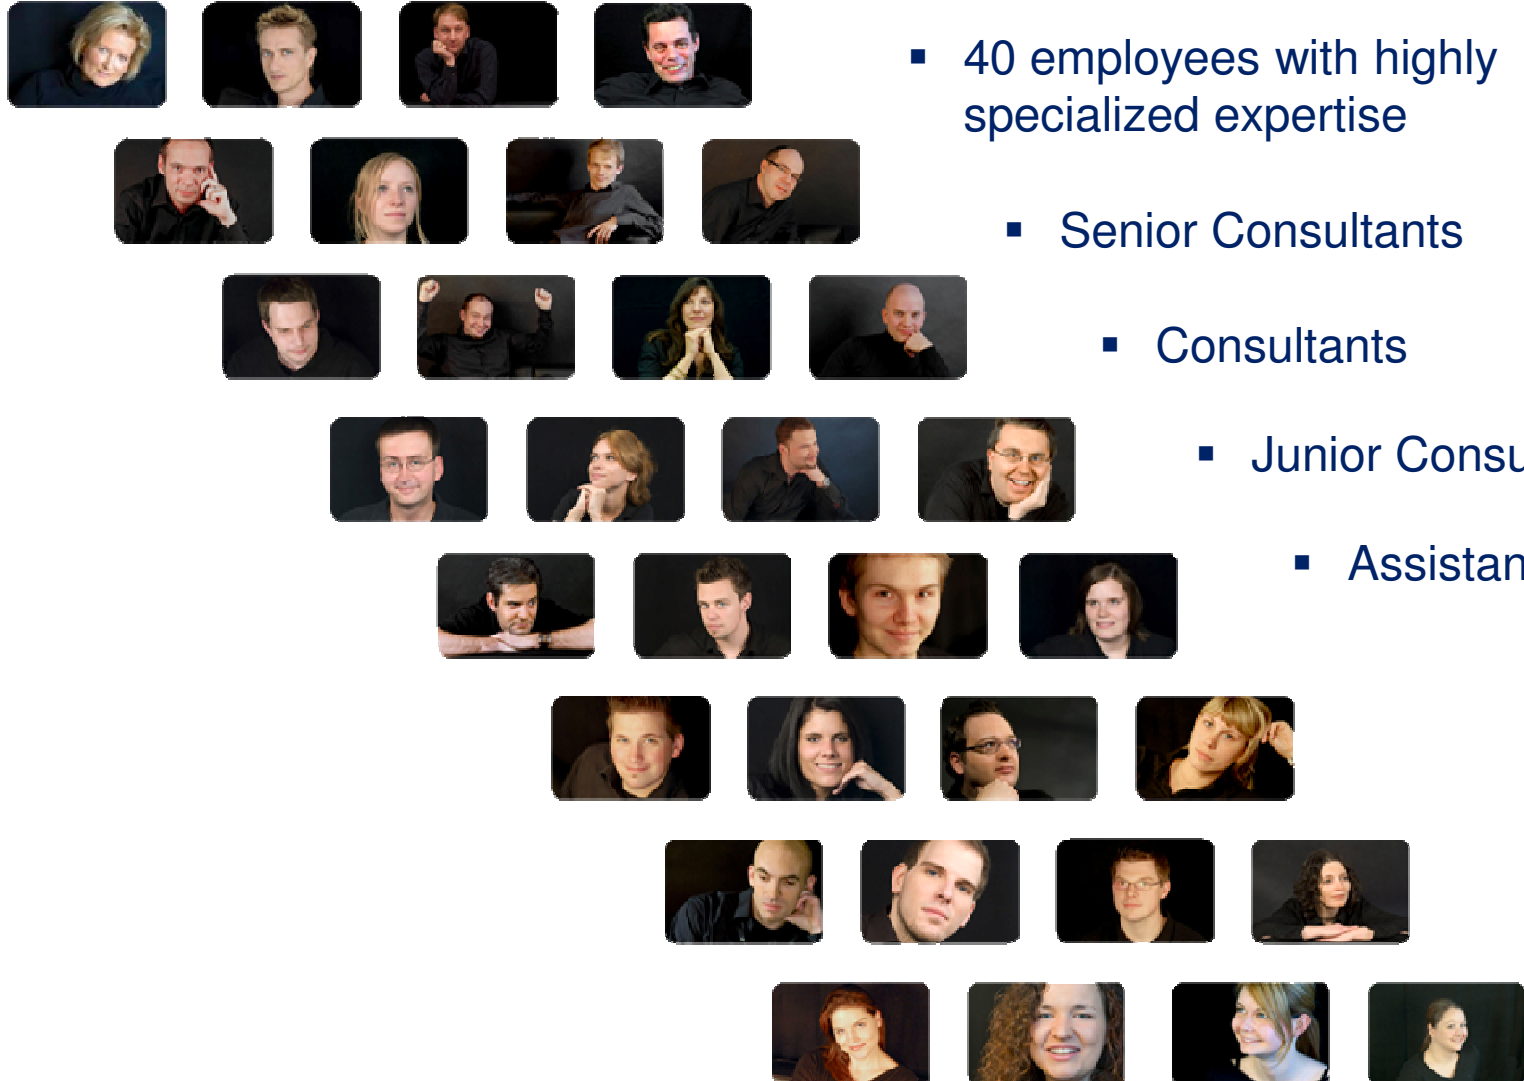 ▪ 40 employees with highly
specialized expertise
▪ Senior Consultants
▪ Consultants
▪ Junior Consu
▪ Assistan